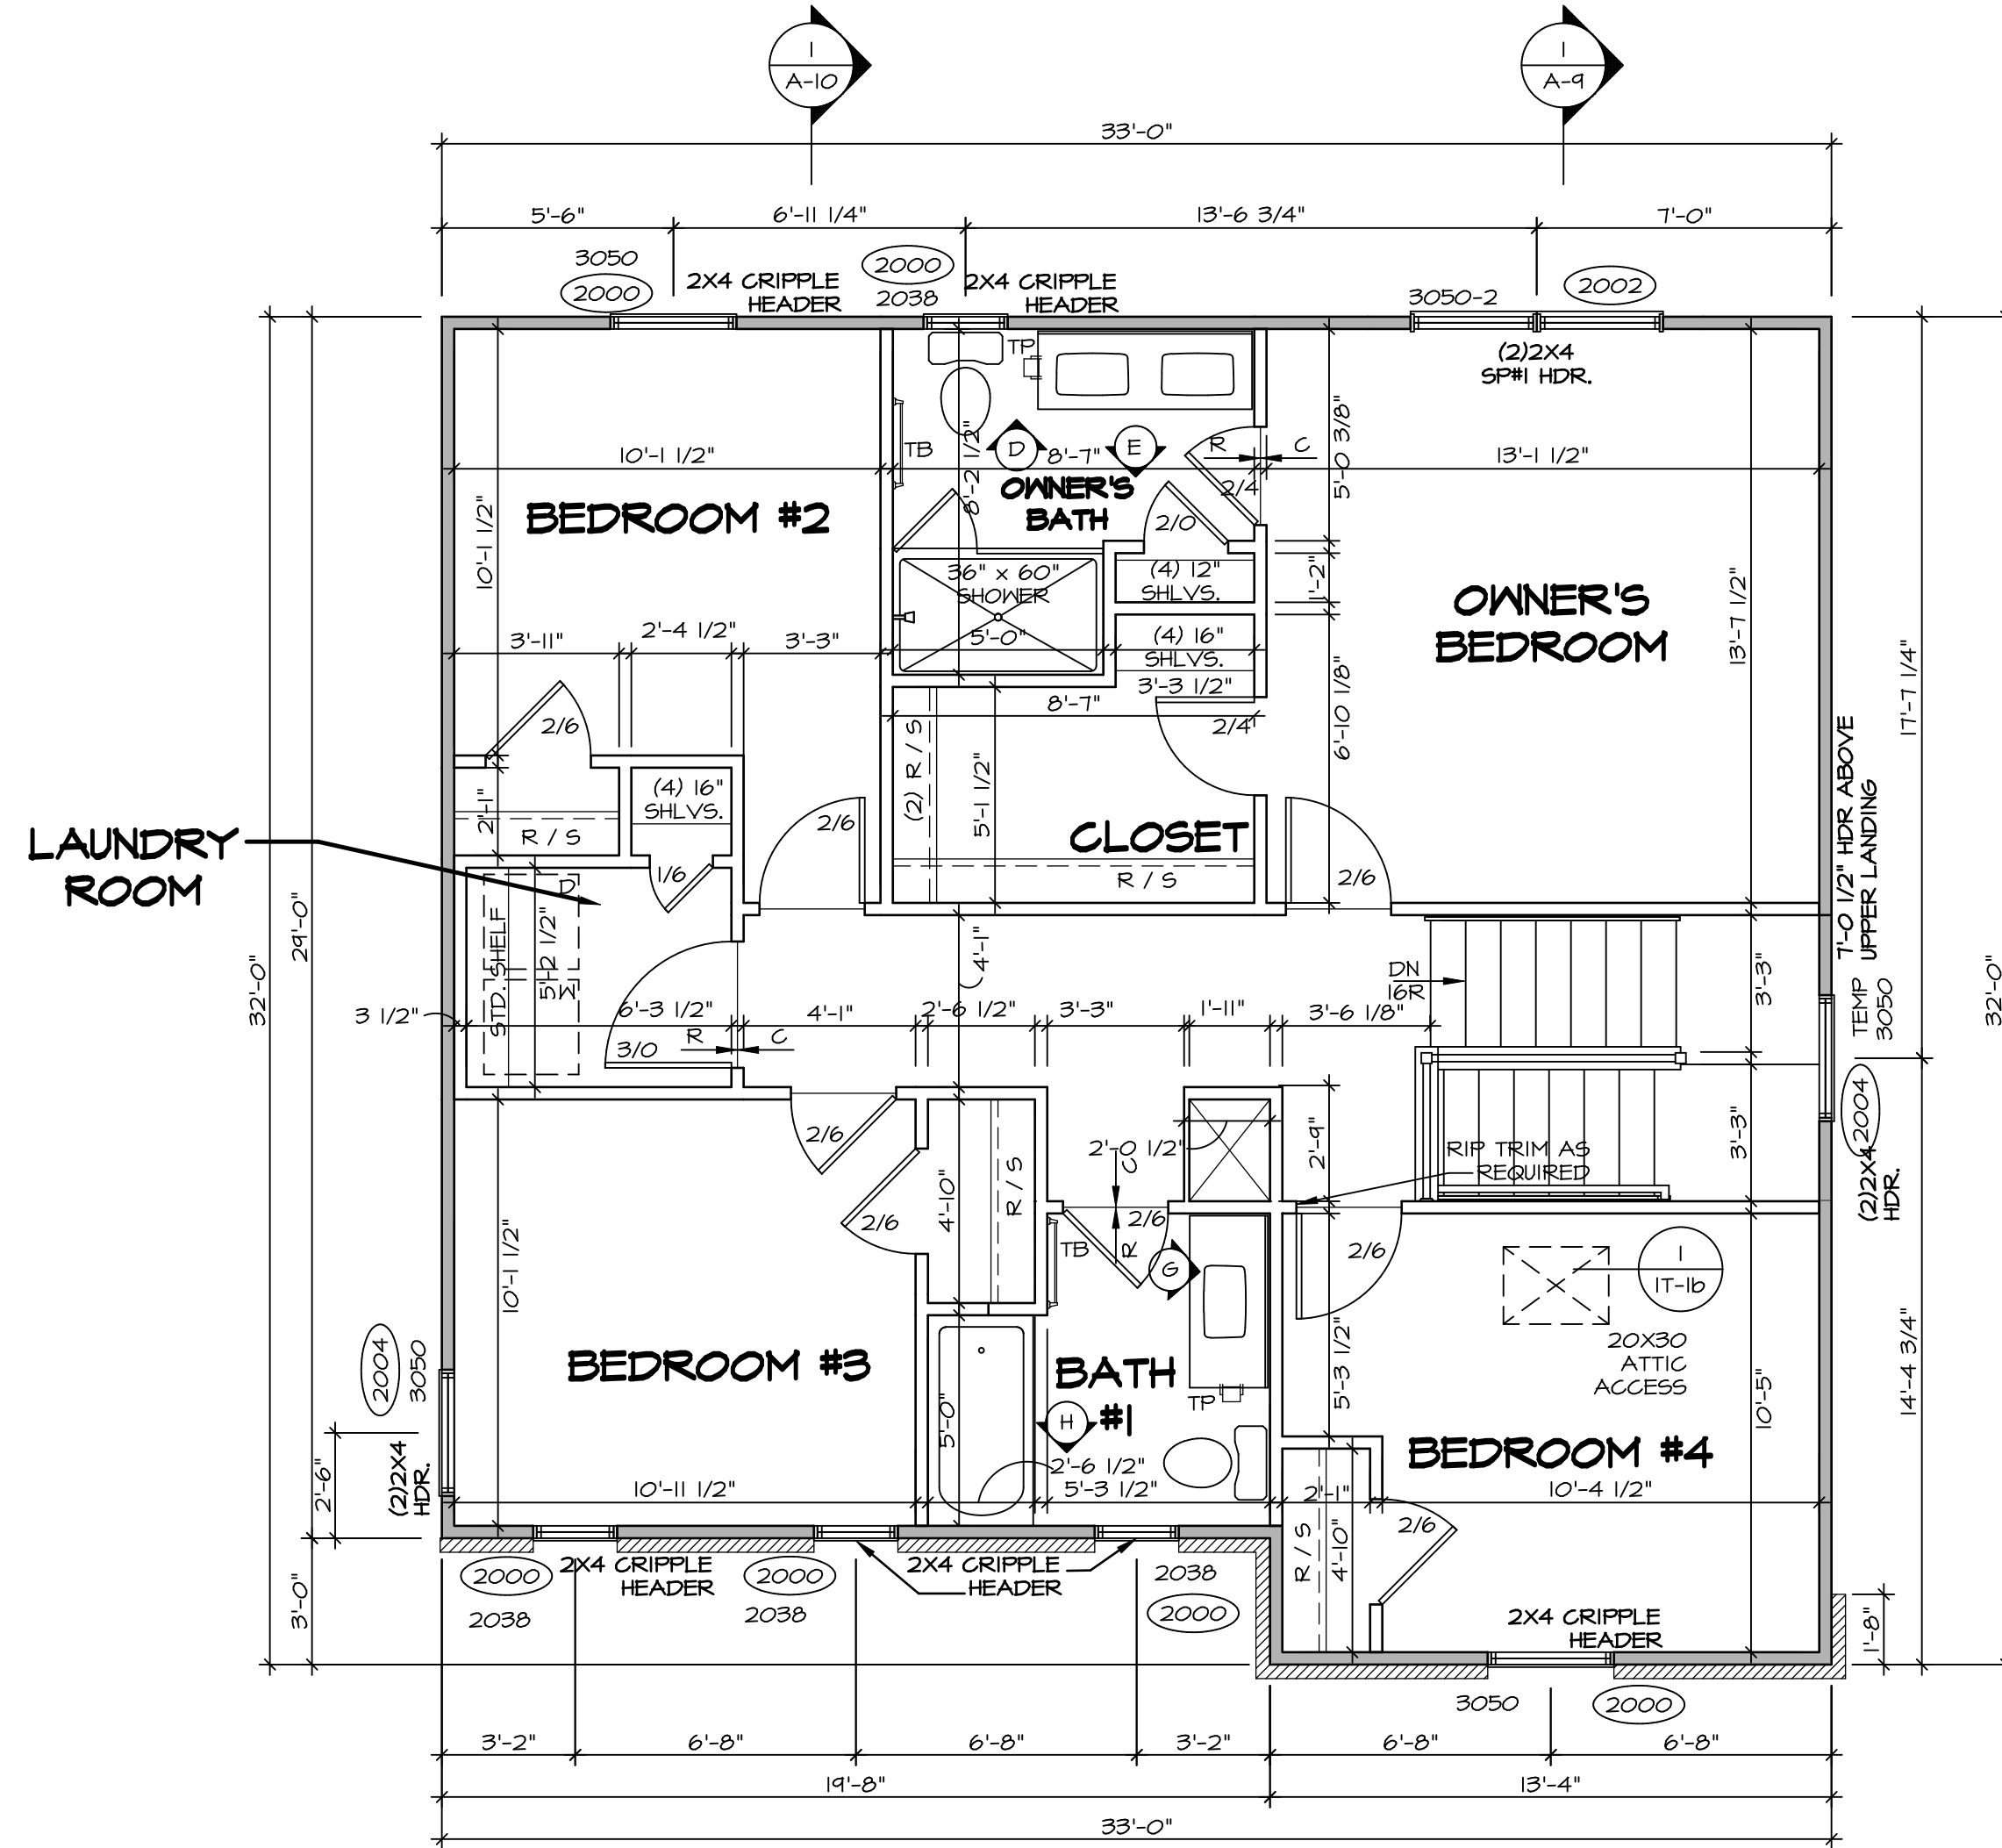 1
A-10
1
A-9
33'-0"
5'-6"
6'-11 1/4"
13'-6 3/4"
7'-0"
3050
2000
2X4 CRIPPLE
HEADER
2000
2038
2X4 CRIPPLE
HEADER
3050-2
2002
(2)2X4
SP#1 HDR.
TP
TB
D
E
R
C
10'-1 1/2"
8'-7"
13'-1 1/2"
8'-2 1/2"
5'-0 3/8"
10'-1 1/2"
BEDROOM #2
OWNER'S
BATH
2/4
2/0
36" x 60"
SHOWER
5'-0"
(4) 12"
SHLVS.
1'-2"
(4) 16"
SHLVS.
3'-3 1/2"
OWNER'S
BEDROOM
13'-7 1/2"
17'-7 1/4"
3'-11"
2'-4 1/2"
3'-3"
2/6
8'-7"
2/4
6'-10 1/8"
(2) R / S
5'-1 1/2"
CLOSET
R / S
2'-1"
R / S
(4) 16"
SHLVS.
1/6
2/6
2/6
7'-0 1/2" HDR ABOVE
UPPER LANDING
LAUNDRY
ROOM
29'-0"
32'-0"
32'-0"
D
STD. SHELF
5'-2 1/2"
W
3 1/2"
6'-3 1/2"
3/0
R
C
4'-1"
4'-1"
2'-6 1/2"
3'-3"
1'-11"
3'-6 1/8"
DN
16R
3'-3"
TEMP
3050
2004
(2)2X4
HDR.
3'-3"
2/6
2/6
4'-10"
R / S
2'-0 1/2"
C
R
2/6
2'-9"
RIP TRIM AS
REQUIRED
TB
G
2/6
1
1T-1b
20X30
ATTIC
ACCESS
10'-1 1/2"
BEDROOM #3
5'-0"
BATH
#1
H
TP
5'-3 1/2"
BEDROOM #4
10'-5"
14'-4 3/4"
2004
3050
(2)2X4
HDR.
2'-6"
10'-11 1/2"
2'-6 1/2"
5'-3 1/2"
2'-1"
10'-4 1/2"
R / S
4'-10"
2/6
3'-0"
2000
2038
2X4 CRIPPLE
HEADER
2000
2038
2X4 CRIPPLE
HEADER
2038
2000
2X4 CRIPPLE
HEADER
3050
2000
1'-8"
3'-2"
6'-8"
6'-8"
3'-2"
6'-8"
6'-8"
19'-8"
13'-4"
33'-0"